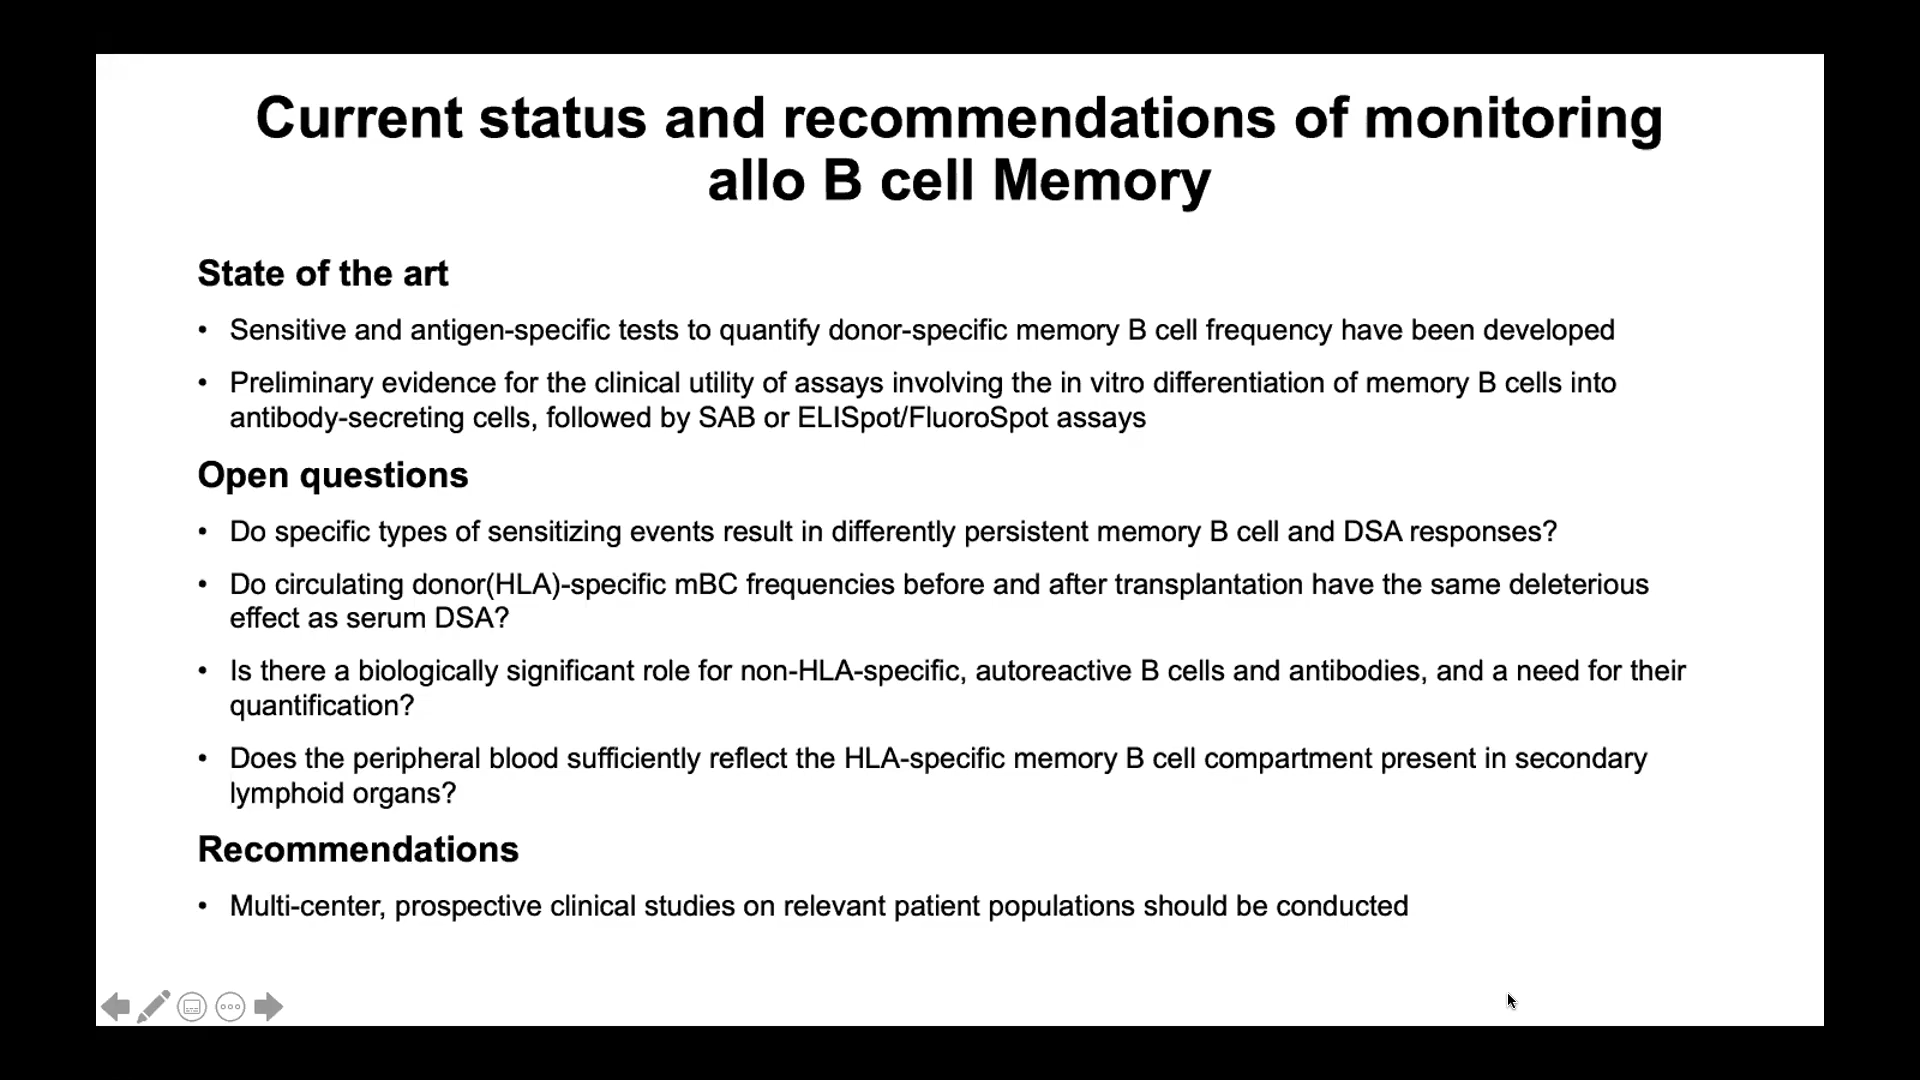 Current status and recommendations of monitoring
allo B cell Memory
State of the art
• Sensitive and antigen-specific tests to quantify donor-specific memory B cell frequency have been developed
• Preliminary evidence for the clinical utility of assays involving the in vitro differentiation of memory B cells into
antibody-secreting cells, followed by SAB or ELISpot/FluoroSpot assays
Open questions
• Do specific types of sensitizing events result in differently persistent memory B cell and DSA responses?
• Do circulating donor(HLA)-specific mBC frequencies before and after transplantation have the same deleterious
effect as serum DSA?
• Is there a biologically significant role for non-HLA-specific, autoreactive B cells and antibodies, and a need for their
quantification?
• Does the peripheral blood sufficiently reflect the HLA-specific memory B cell compartment present in secondary
lymphoid organs?
Recommendations
• Multi-center, prospective clinical studies on relevant patient populations should be conducted